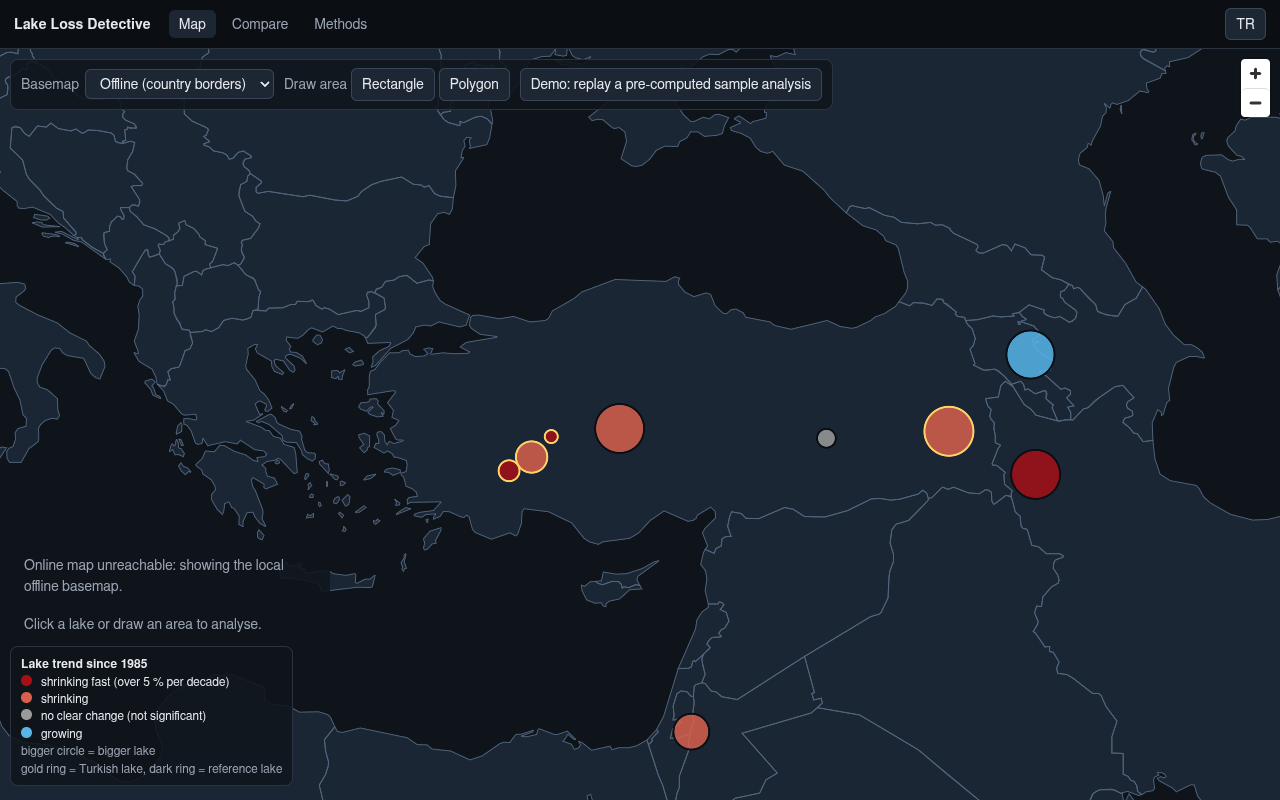 Lake Loss Detective Map Compare Methods TR
Basemap Offline (country borders) Draw area Rectangle Polygon Demo: replay a pre-computed sample analysis
+
−
Online map unreachable: showing the local
offline basemap.
Click a lake or draw an area to analyse.
Lake trend since 1985
shrinking fast (over 5 % per decade)
shrinking
no clear change (not significant)
growing
bigger circle = bigger lake
gold ring = Turkish lake, dark ring = reference lake